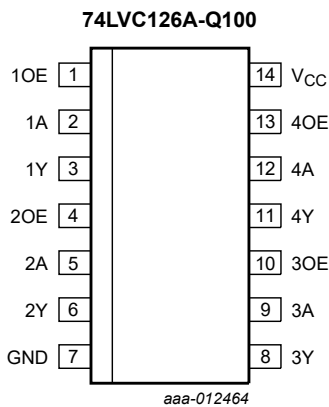 74LVC126A-Q100
1OE 1 14 VCC
1A 2 13 4OE
1Y 3 12 4A
2OE 4 11 4Y
2A 5 10 3OE
2Y 6 9 3A
GND 7 8 3Y
aaa-012464